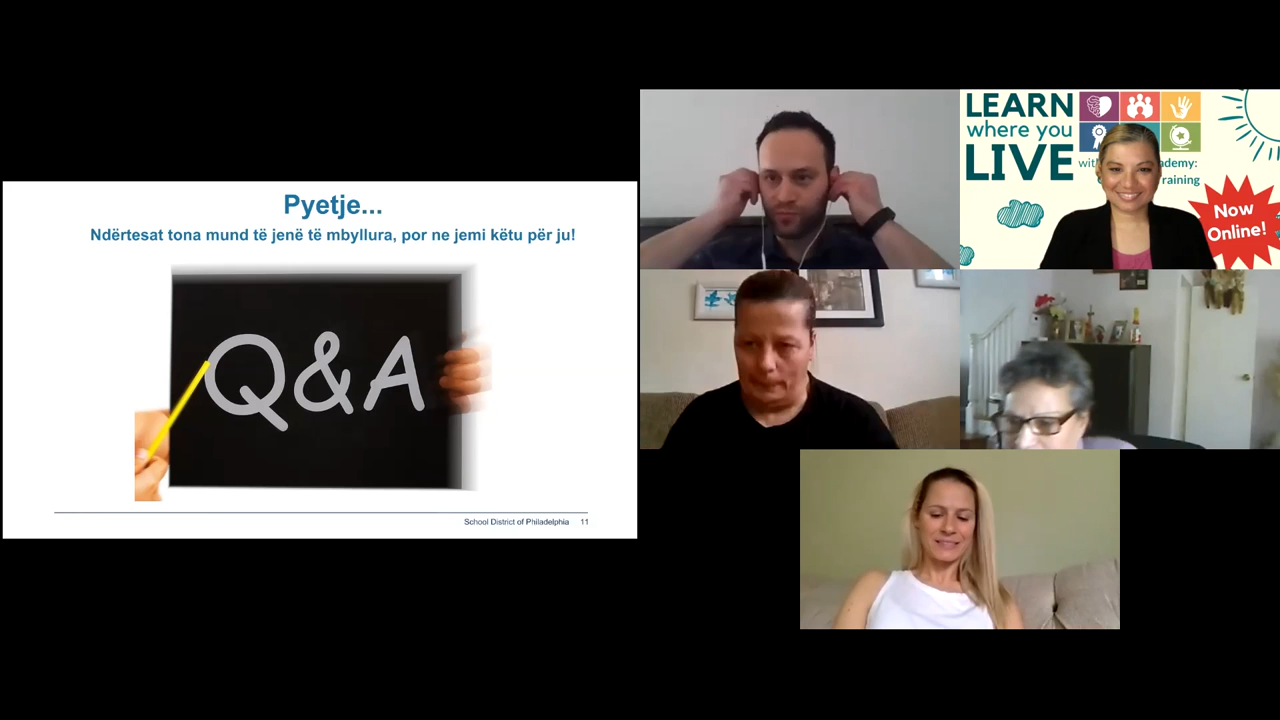 Pyetje...
Ndërtesat tona mund të jenë të mbyllura, por ne jemi këtu për ju!
Q&A
School District of Philadelphia 11
LEARN
where you
LIVE
Now
Online!